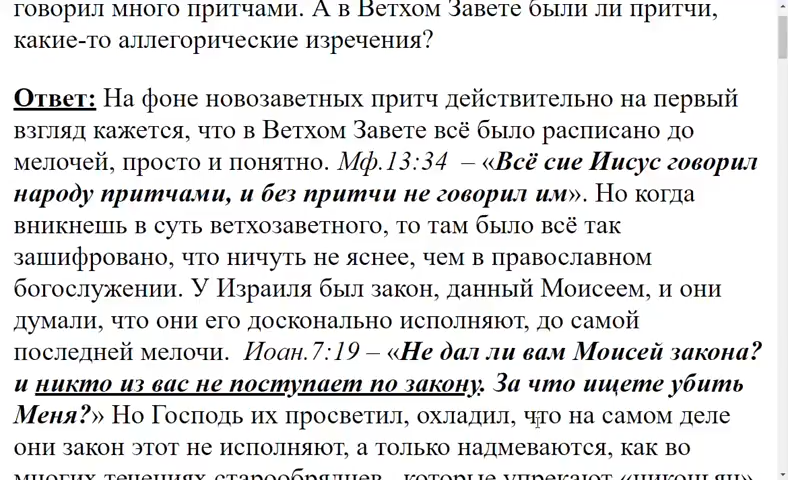 говорил много притчами. А в Ветхом Завете были ли притчи,
какие-то аллегорические изречения?
Ответ: На фоне новозаветных притч действительно на первый
взгляд кажется, что в Ветхом Завете всё было расписано до
мелочей, просто и понятно. Мф.13:34 – «Всё сие Иисус говорил
народу притчами, и без притчи не говорил им». Но когда
вникнешь в суть ветхозаветного, то там было всё так
зашифровано, что ничуть не яснее, чем в православном
богослужении. У Израиля был закон, данный Моисеем, и они
думали, что они его досконально исполняют, до самой
последней мелочи. Иоан.7:19 – «Не дал ли вам Моисей закона?
и никто из вас не поступает по закону. За что ищете убить
Меня?» Но Господь их просветил, охладил, что на самом деле
они закон этот не исполняют, а только надмеваются, как во
многих течениях старообрядцев, которые упрекают «никоньян»